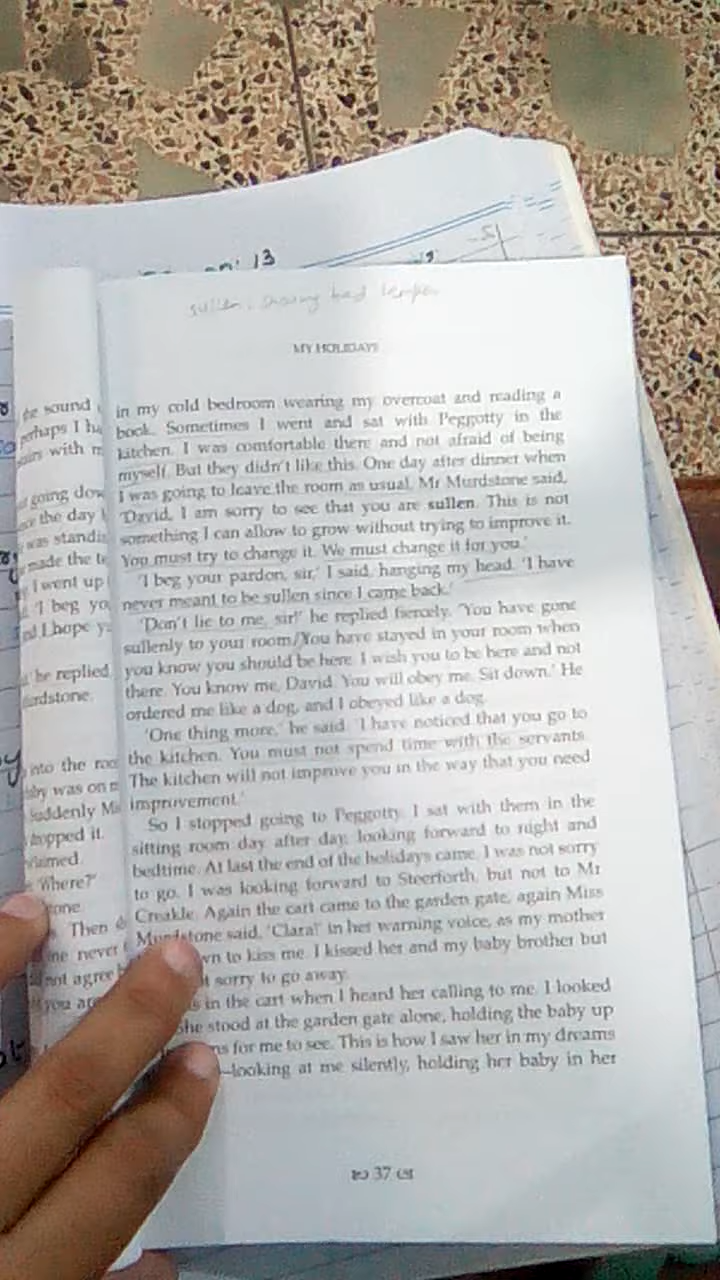 13
sullen
MY HOLIDAYS
in my cold bedroom wearing my overcoat and reading a
book. Sometimes I went and sat with Peggotty in the
kitchen. I was comfortable there and not afraid of being
myself. But they didn't like this. One day after dinner when
I was going to leave the room as usual, Mr Murdstone said,
'David, I am sorry to see that you are sullen. This is not
something I can allow to grow without trying to improve it.
You must try to change it. We must change it for you.'
'I beg your pardon, sir,' I said, hanging my head. 'I have
never meant to be sullen since I came back.'
'Don't lie to me, sir!' he replied fiercely. 'You have gone
sullenly to your room. You have stayed in your room when
you know you should be here. I wish you to be here and not
there. You know me, David. You will obey me. Sit down.' He
ordered me like a dog, and I obeyed like a dog.
'One thing more,' he said. 'I have noticed that you go to
the kitchen. You must not spend time with the servants.
The kitchen will not improve you in the way that you need
improvement.'
So I stopped going to Peggotty. I sat with them in the
sitting room day after day, looking forward to night and
bedtime. At last the end of the holidays came. I was not sorry
to go. I was looking forward to Steerforth, but not to Mr
Creakle. Again the cart came to the garden gate, again Miss
Murdstone said, 'Clara!' in her warning voice, as my mother
to kiss me. I kissed her and my baby brother but
sorry to go away.
in the cart when I heard her calling to me. I looked
she stood at the garden gate alone, holding the baby up
for me to see. This is how I saw her in my dreams
—looking at me silently, holding her baby in her
37